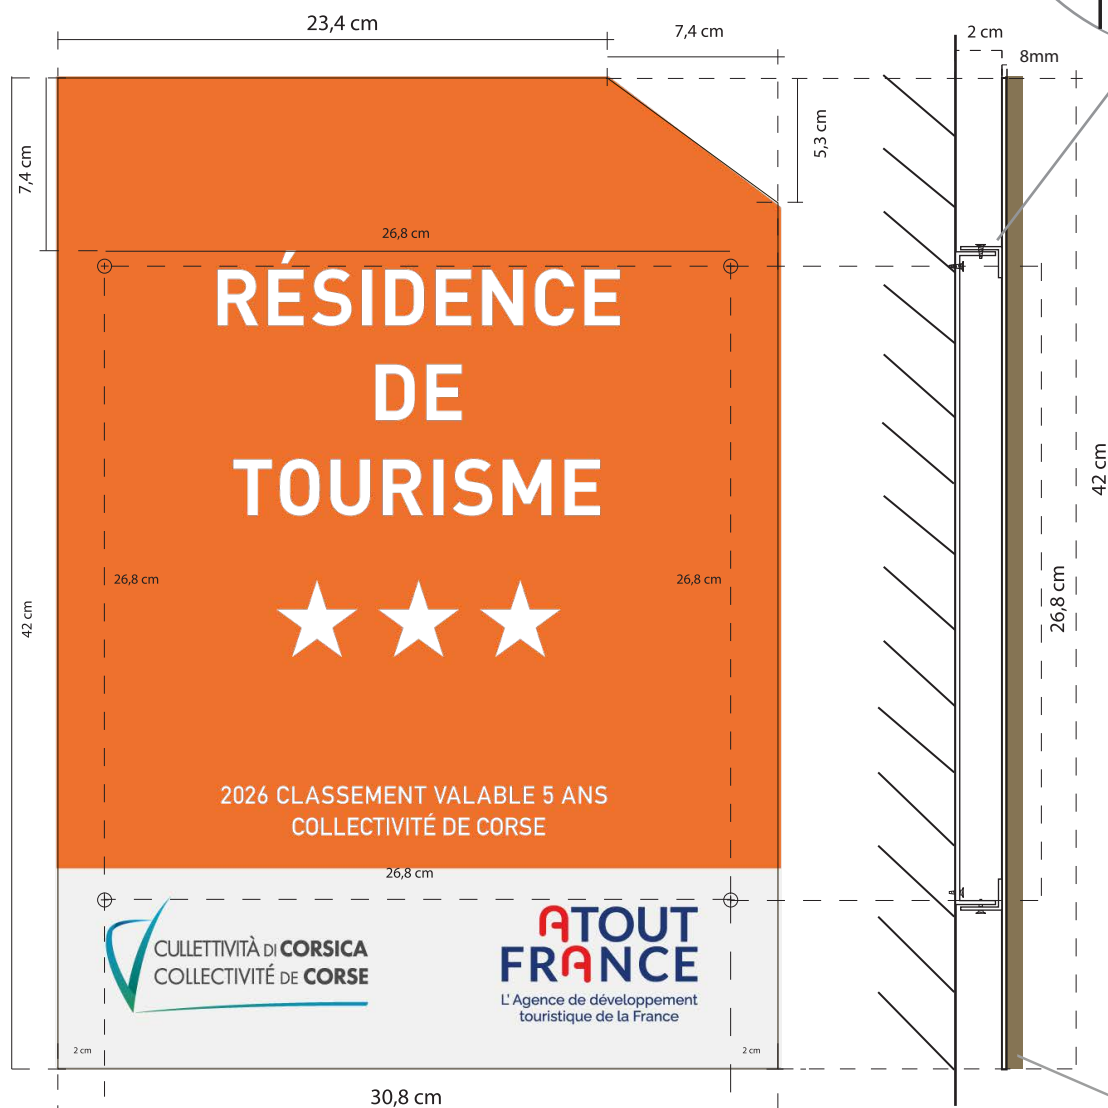 23,4 cm
7,4 cm
2 cm
8mm
5,3 cm
7,4 cm
26,8 cm
RÉSIDENCE
DE
TOURISME
26,8 cm
26,8 cm
42 cm
42 cm
26,8 cm
2026 CLASSEMENT VALABLE 5 ANS
COLLECTIVITÉ DE CORSE
26,8 cm
CULLETTIVITÀ DI CORSICA
COLLECTIVITÉ DE CORSE
ATOUT
FRANCE
L'Agence de développement
touristique de la France
2 cm
2 cm
30,8 cm